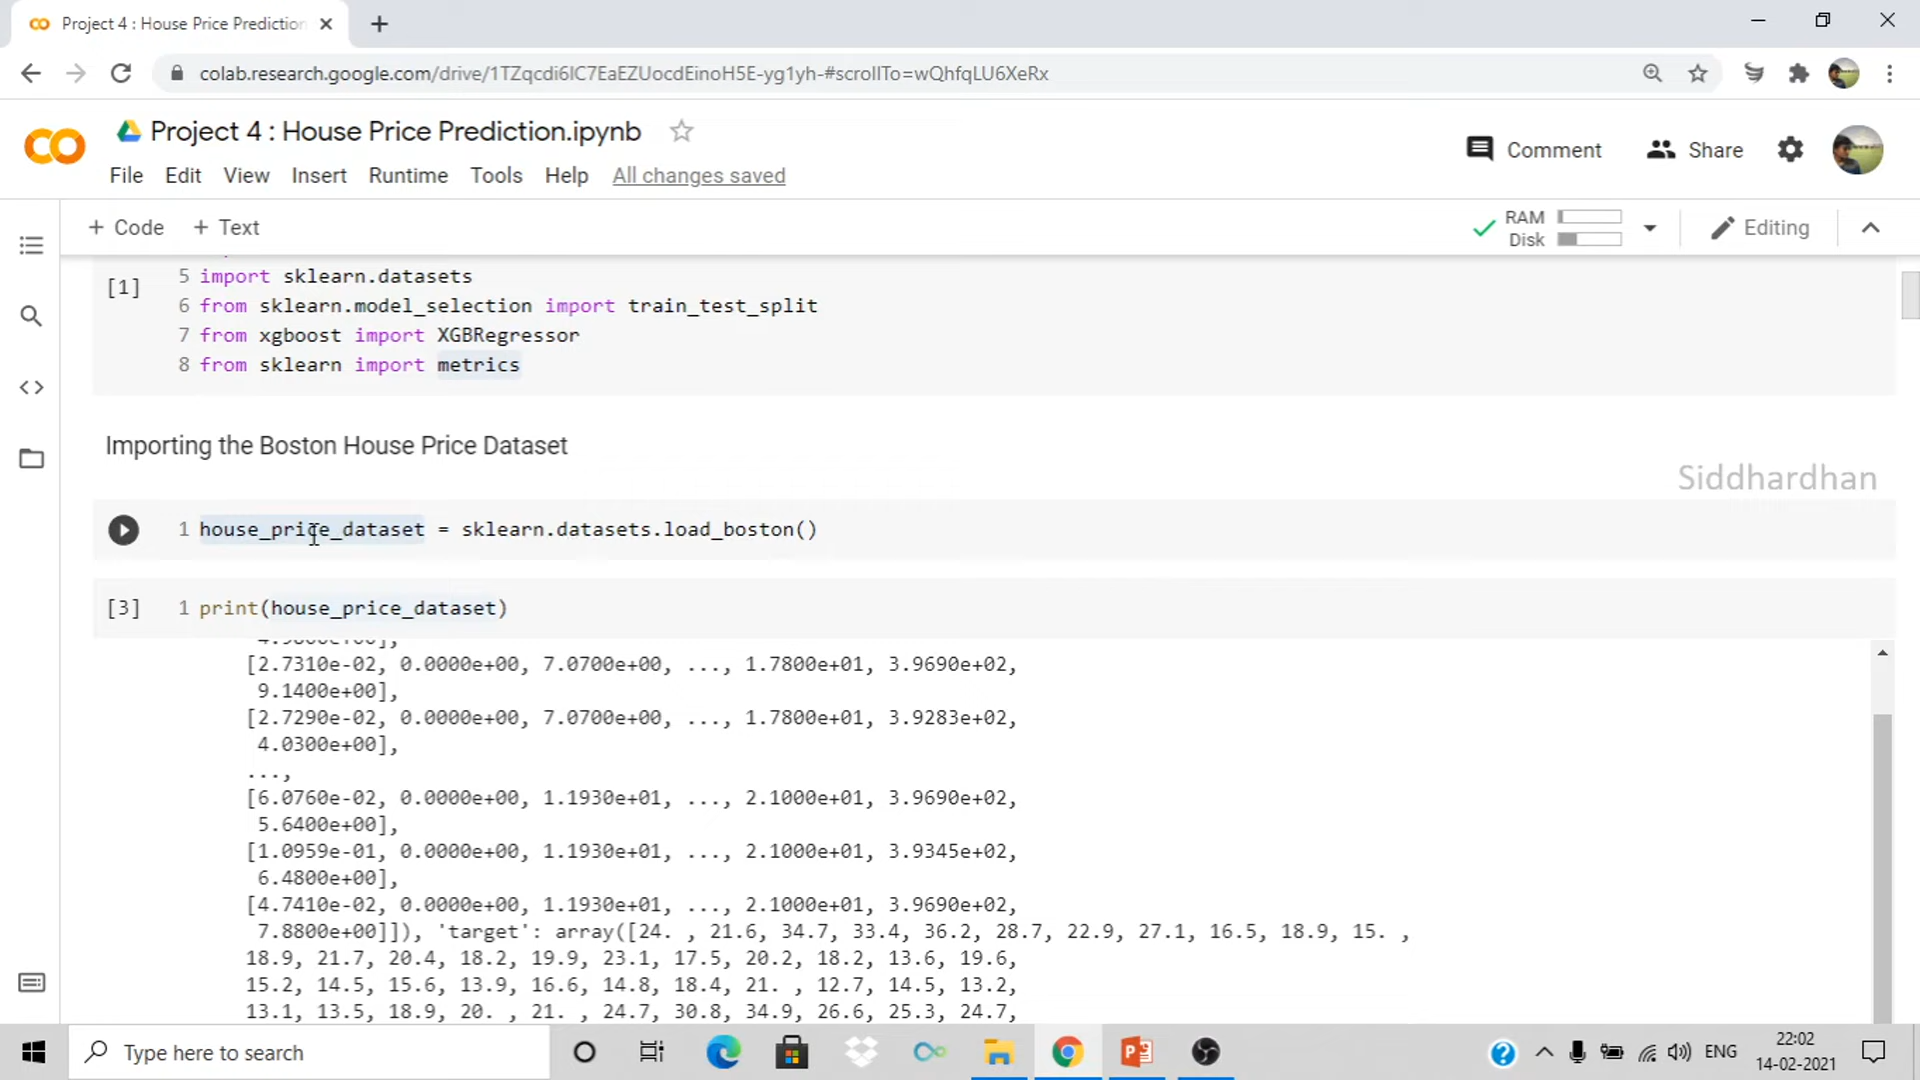 Project 4 : House Price Prediction
colab.research.google.com/drive/1TZqcdi6IC7EaEZUocdEinoH5E-yg1yh-#scrollTo=wQhfqLU6XeRx
Project 4 : House Price Prediction.ipynb
Comment Share
File Edit View Insert Runtime Tools Help All changes saved
+ Code + Text
RAM
Disk
Editing
[1]
5 import sklearn.datasets
6 from sklearn.model_selection import train_test_split
7 from xgboost import XGBRegressor
8 from sklearn import metrics
Importing the Boston House Price Dataset
Siddhardhan
1 house_price_dataset = sklearn.datasets.load_boston()
[3] 1 print(house_price_dataset)
4.9800e+00],
[2.7310e-02, 0.0000e+00, 7.0700e+00, ..., 1.7800e+01, 3.9690e+02,
9.1400e+00],
[2.7290e-02, 0.0000e+00, 7.0700e+00, ..., 1.7800e+01, 3.9283e+02,
4.0300e+00],
...,
[6.0760e-02, 0.0000e+00, 1.1930e+01, ..., 2.1000e+01, 3.9690e+02,
5.6400e+00],
[1.0959e-01, 0.0000e+00, 1.1930e+01, ..., 2.1000e+01, 3.9345e+02,
6.4800e+00],
[4.7410e-02, 0.0000e+00, 1.1930e+01, ..., 2.1000e+01, 3.9690e+02,
7.8800e+00]]), 'target': array([24. , 21.6, 34.7, 33.4, 36.2, 28.7, 22.9, 27.1, 16.5, 18.9, 15. ,
18.9, 21.7, 20.4, 18.2, 19.9, 23.1, 17.5, 20.2, 18.2, 13.6, 19.6,
15.2, 14.5, 15.6, 13.9, 16.6, 14.8, 18.4, 21. , 12.7, 14.5, 13.2,
13.1, 13.5, 18.9, 20. , 21. , 24.7, 30.8, 34.9, 26.6, 25.3, 24.7,
Type here to search
ENG
22:02
14-02-2021